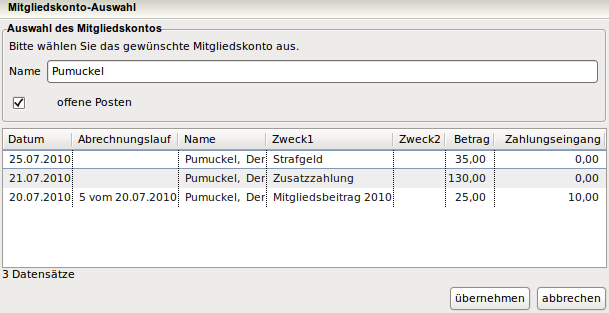 Mitgliedskonto-Auswahl
Auswahl des Mitgliedskontos
Bitte wählen Sie das gewünschte Mitgliedskonto aus.
Name Pumuckel
offene Posten
Datum Abrechnungslauf Name Zweck1 Zweck2 Betrag Zahlungseingang
25.07.2010 Pumuckel, Der Strafgeld 35,00 0,00
21.07.2010 Pumuckel, Der Zusatzzahlung 130,00 0,00
20.07.2010 5 vom 20.07.2010 Pumuckel, Der Mitgliedsbeitrag 2010 25,00 10,00
3 Datensätze
übernehmen abbrechen